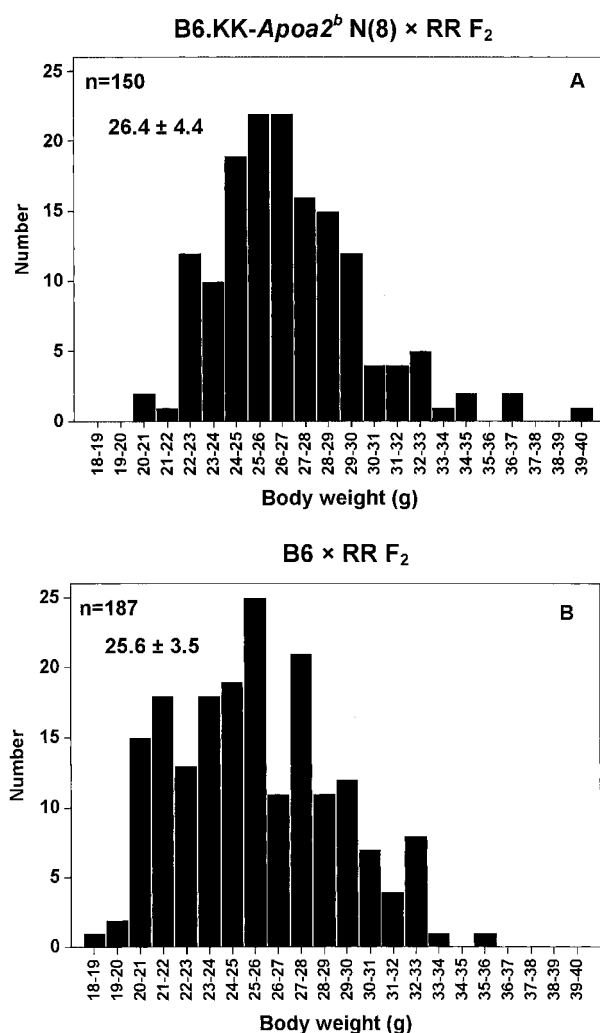 B6.KK-Apoa2ᵇ N(8) × RR F₂
n=150
A
26.4 ± 4.4
Number
25
20
15
10
5
0
18-19 19-20 20-21 21-22 22-23 23-24 24-25 25-26 26-27 27-28 28-29 29-30 30-31 31-32 32-33 33-34 34-35 35-36 36-37 37-38 38-39 39-40
Body weight (g)
B6 × RR F₂
n=187
B
25.6 ± 3.5
Number
25
20
15
10
5
0
18-19 19-20 20-21 21-22 22-23 23-24 24-25 25-26 26-27 27-28 28-29 29-30 30-31 31-32 32-33 33-34 34-35 35-36 36-37 37-38 38-39 39-40
Body weight (g)